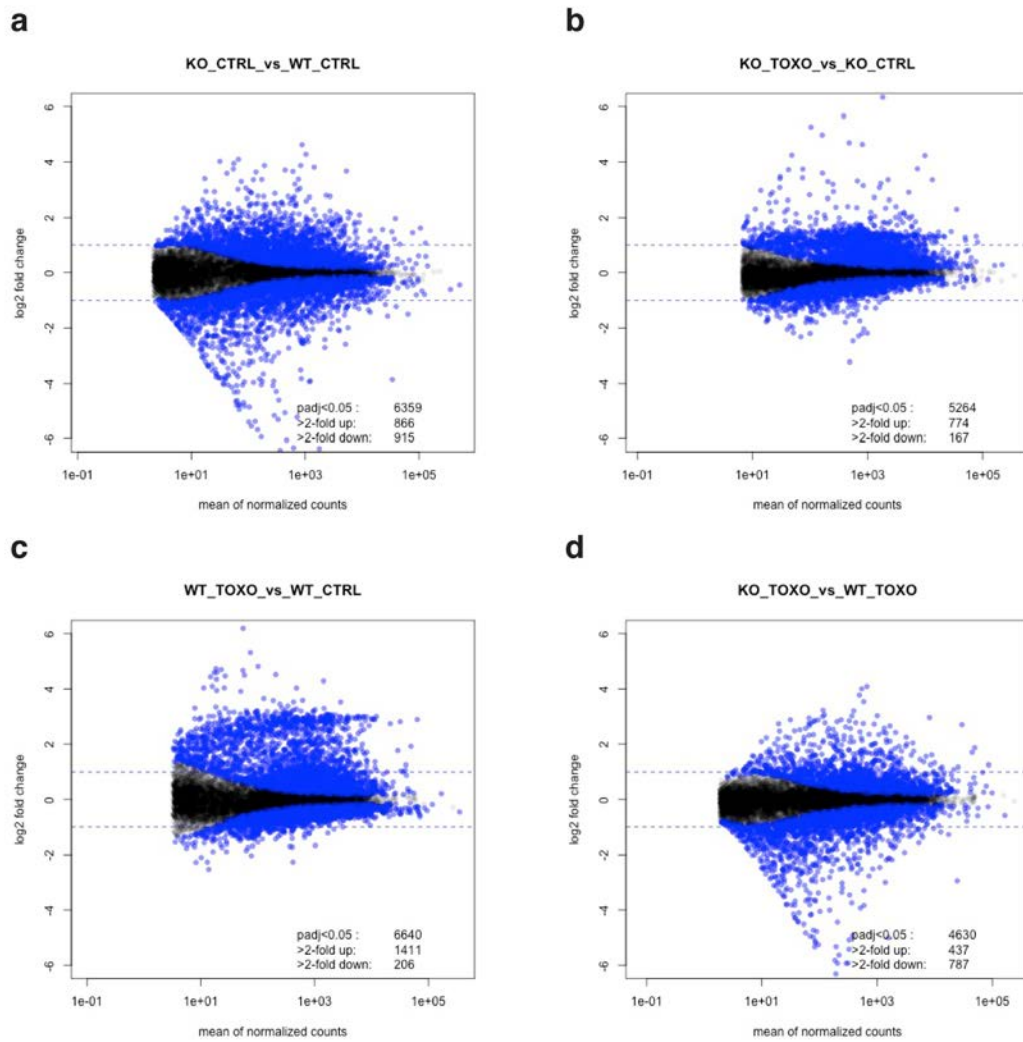 a
KO_CTRL_vs_WT_CTRL
log2 fold change
6
4
2
0
-2
-4
-6
padj<0.05 : 6359
>2-fold up: 866
>2-fold down: 915
1e-01 1e+01 1e+03 1e+05
mean of normalized counts
b
KO_TOXO_vs_KO_CTRL
log2 fold change
6
4
2
0
-2
-4
-6
padj<0.05 : 5264
>2-fold up: 774
>2-fold down: 167
1e-01 1e+01 1e+03 1e+05
mean of normalized counts
c
WT_TOXO_vs_WT_CTRL
log2 fold change
6
4
2
0
-2
-4
-6
padj<0.05 : 6640
>2-fold up: 1411
>2-fold down: 206
1e-01 1e+01 1e+03 1e+05
mean of normalized counts
d
KO_TOXO_vs_WT_TOXO
log2 fold change
6
4
2
0
-2
-4
-6
padj<0.05 : 4630
>2-fold up: 437
>2-fold down: 787
1e-01 1e+01 1e+03 1e+05
mean of normalized counts